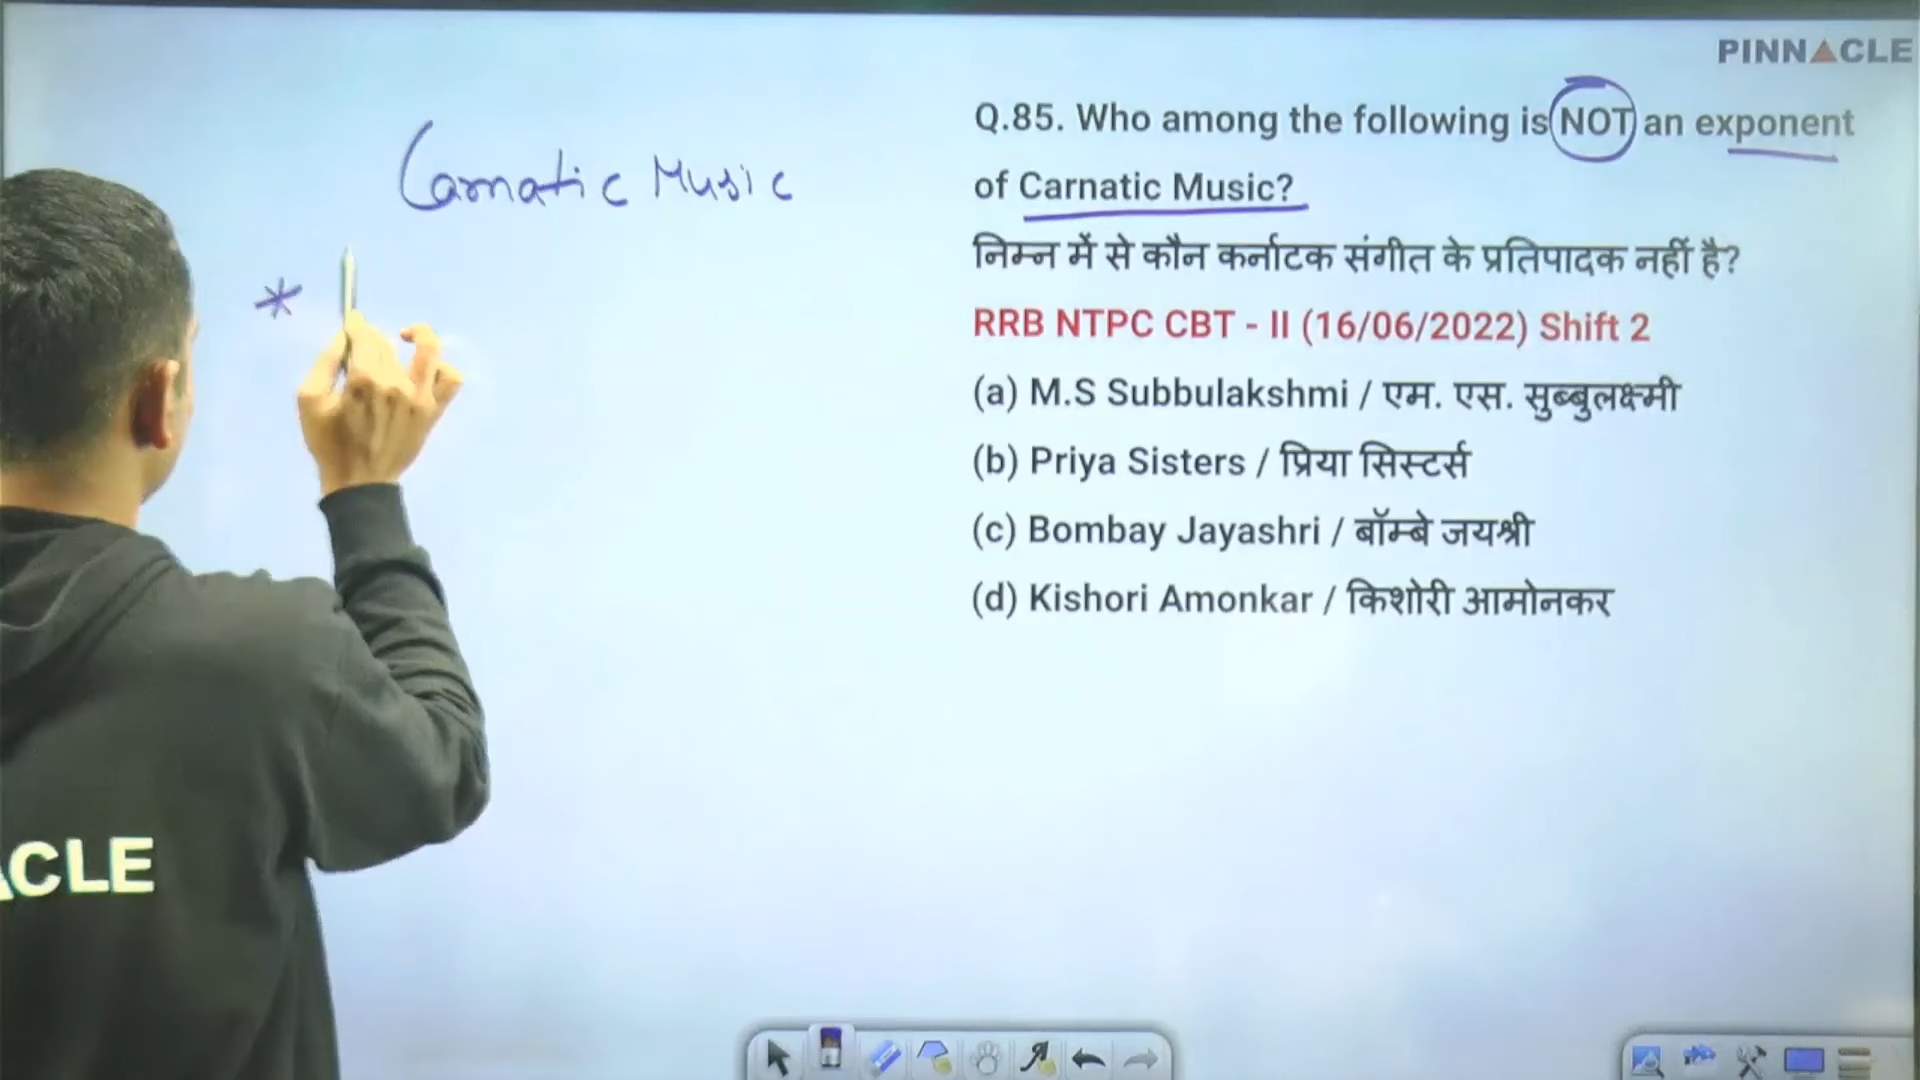 PINNACLE
Carnatic Music
*
Q.85. Who among the following is NOT an exponent
of Carnatic Music?
निम्न में से कौन कर्नाटक संगीत के प्रतिपादक नहीं है?
RRB NTPC CBT - II (16/06/2022) Shift 2
(a) M.S Subbulakshmi / एम. एस. सुब्बुलक्ष्मी
(b) Priya Sisters / प्रिया सिस्टर्स
(c) Bombay Jayashri / बॉम्बे जयश्री
(d) Kishori Amonkar / किशोरी आमोनकर
ACLE